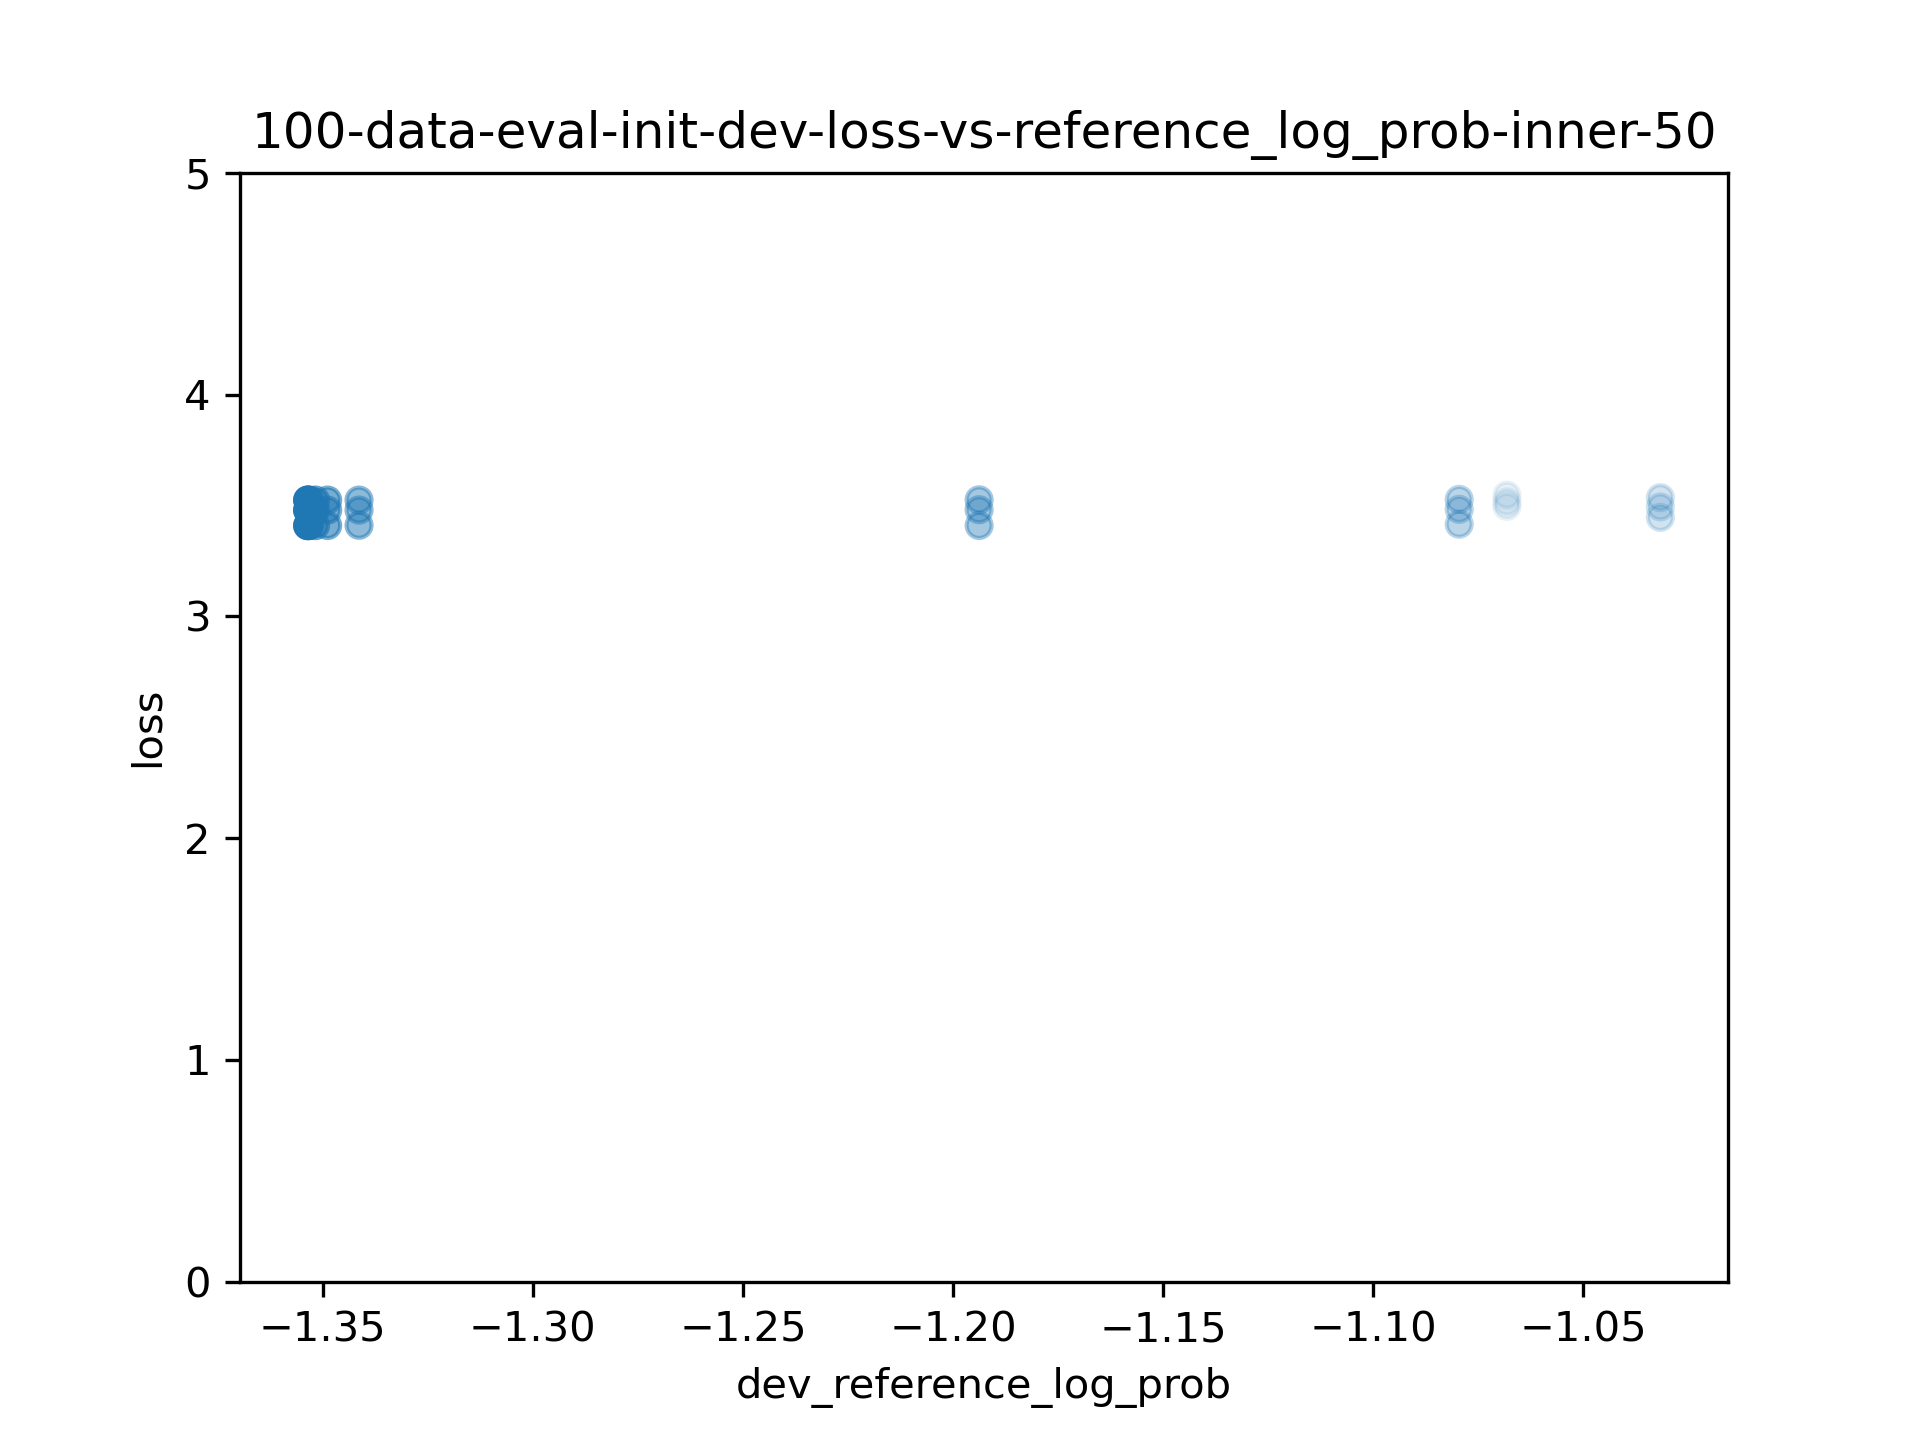 100-data-eval-init-dev-loss-vs-reference_log_prob-inner-50
5
4
3
2
1
0
loss
−1.35 −1.30 −1.25 −1.20 −1.15 −1.10 −1.05
dev_reference_log_prob